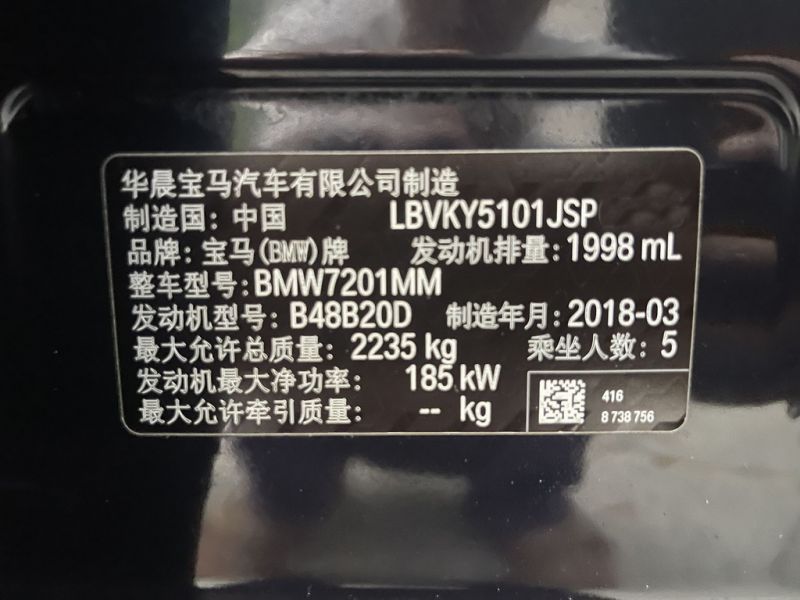 华晨宝马汽车有限公司制造
制造国: 中国 LBVKY5101JSP
品牌: 宝马(BMW)牌 发动机排量: 1998 mL
整车型号: BMW7201MM
发动机型号: B48B20D 制造年月: 2018-03
最大允许总质量: 2235 kg 乘坐人数: 5
发动机最大净功率: 185 kW
最大允许牵引质量: -- kg
416
8 738 756